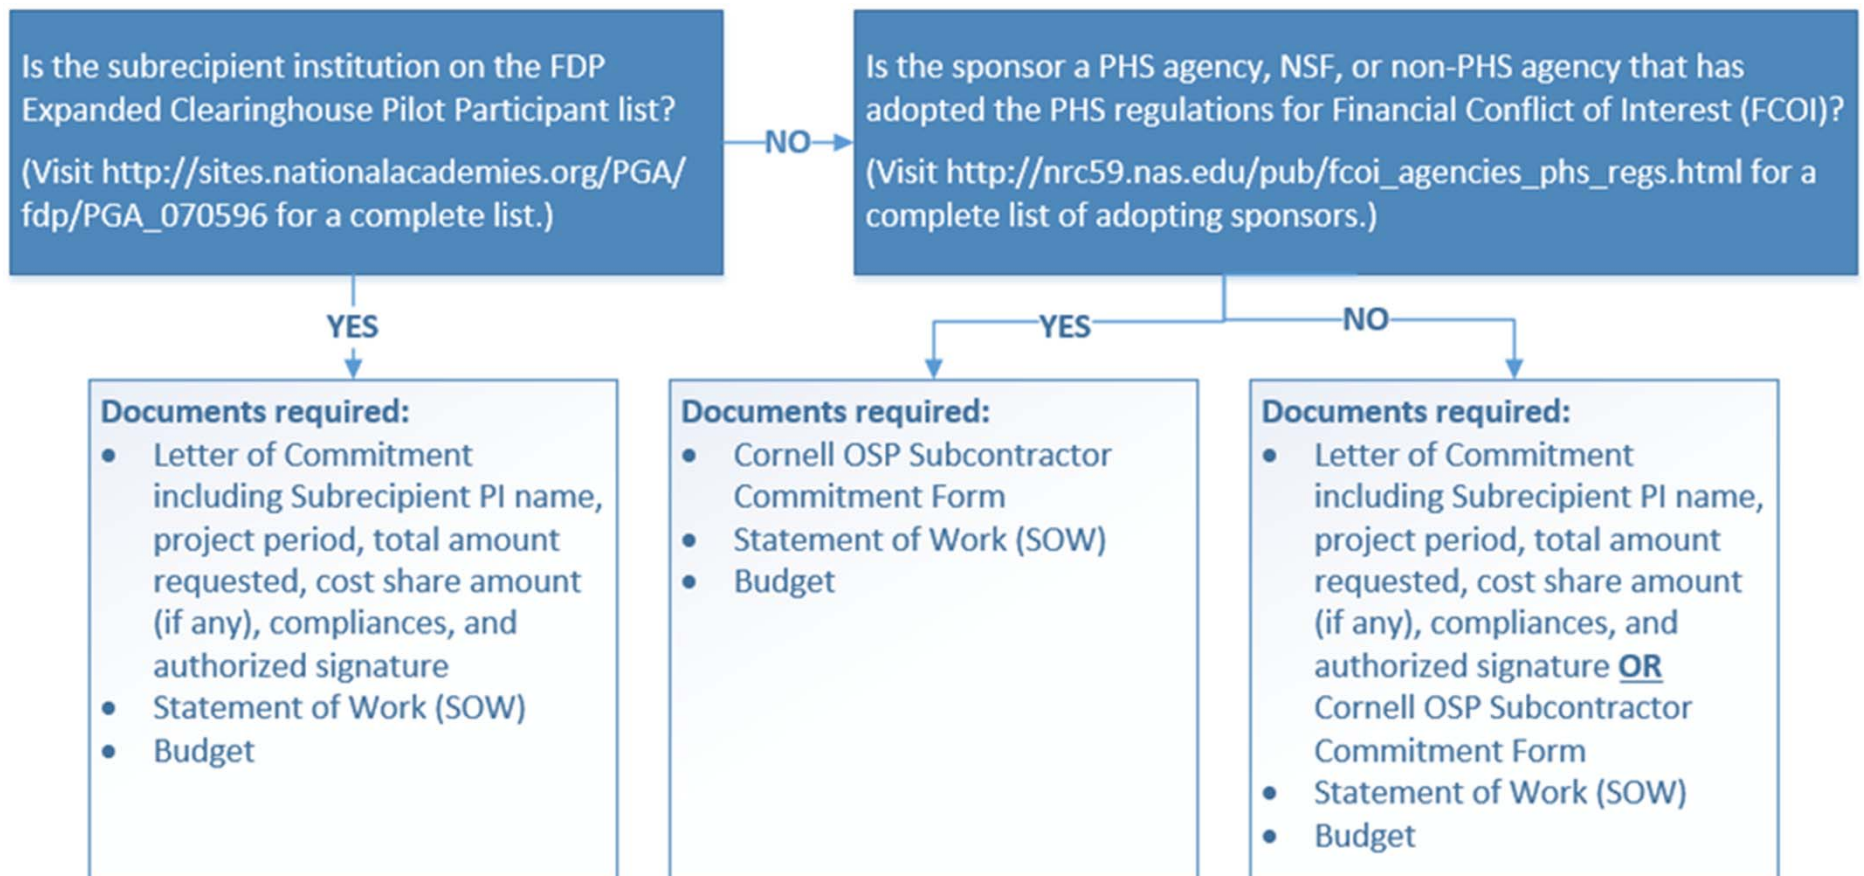 Is the subrecipient institution on the FDP
Expanded Clearinghouse Pilot Participant list?
(Visit http://sites.nationalacademies.org/PGA/
fdp/PGA_070596 for a complete list.)
NO
Is the sponsor a PHS agency, NSF, or non-PHS agency that has
adopted the PHS regulations for Financial Conflict of Interest (FCOI)?
(Visit http://nrc59.nas.edu/pub/fcoi_agencies_phs_regs.html for a
complete list of adopting sponsors.)
YES
YES
NO
Documents required:
• Letter of Commitment
including Subrecipient PI name,
project period, total amount
requested, cost share amount
(if any), compliances, and
authorized signature
• Statement of Work (SOW)
• Budget
Documents required:
• Cornell OSP Subcontractor
Commitment Form
• Statement of Work (SOW)
• Budget
Documents required:
• Letter of Commitment
including Subrecipient PI name,
project period, total amount
requested, cost share amount
(if any), compliances, and
authorized signature OR
Cornell OSP Subcontractor
Commitment Form
• Statement of Work (SOW)
• Budget